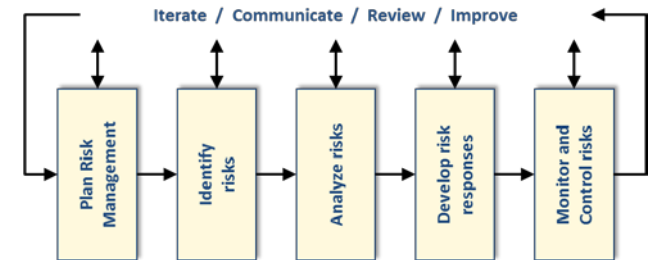 Iterate / Communicate / Review / Improve
Plan Risk
Management
Identify
risks
Analyze risks
Develop risk
responses
Monitor and
Control risks